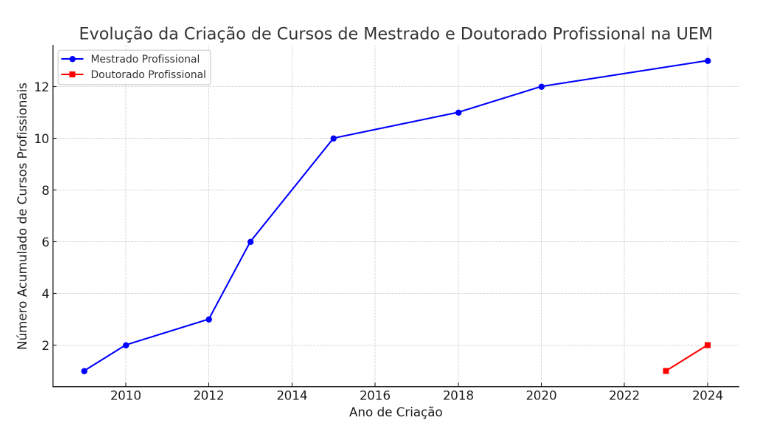 Evolução da Criação de Cursos de Mestrado e Doutorado Profissional na UEM
Mestrado Profissional
Doutorado Profissional
Número Acumulado de Cursos Profissionais
12
10
8
6
4
2
2010 2012 2014 2016 2018 2020 2022 2024
Ano de Criação